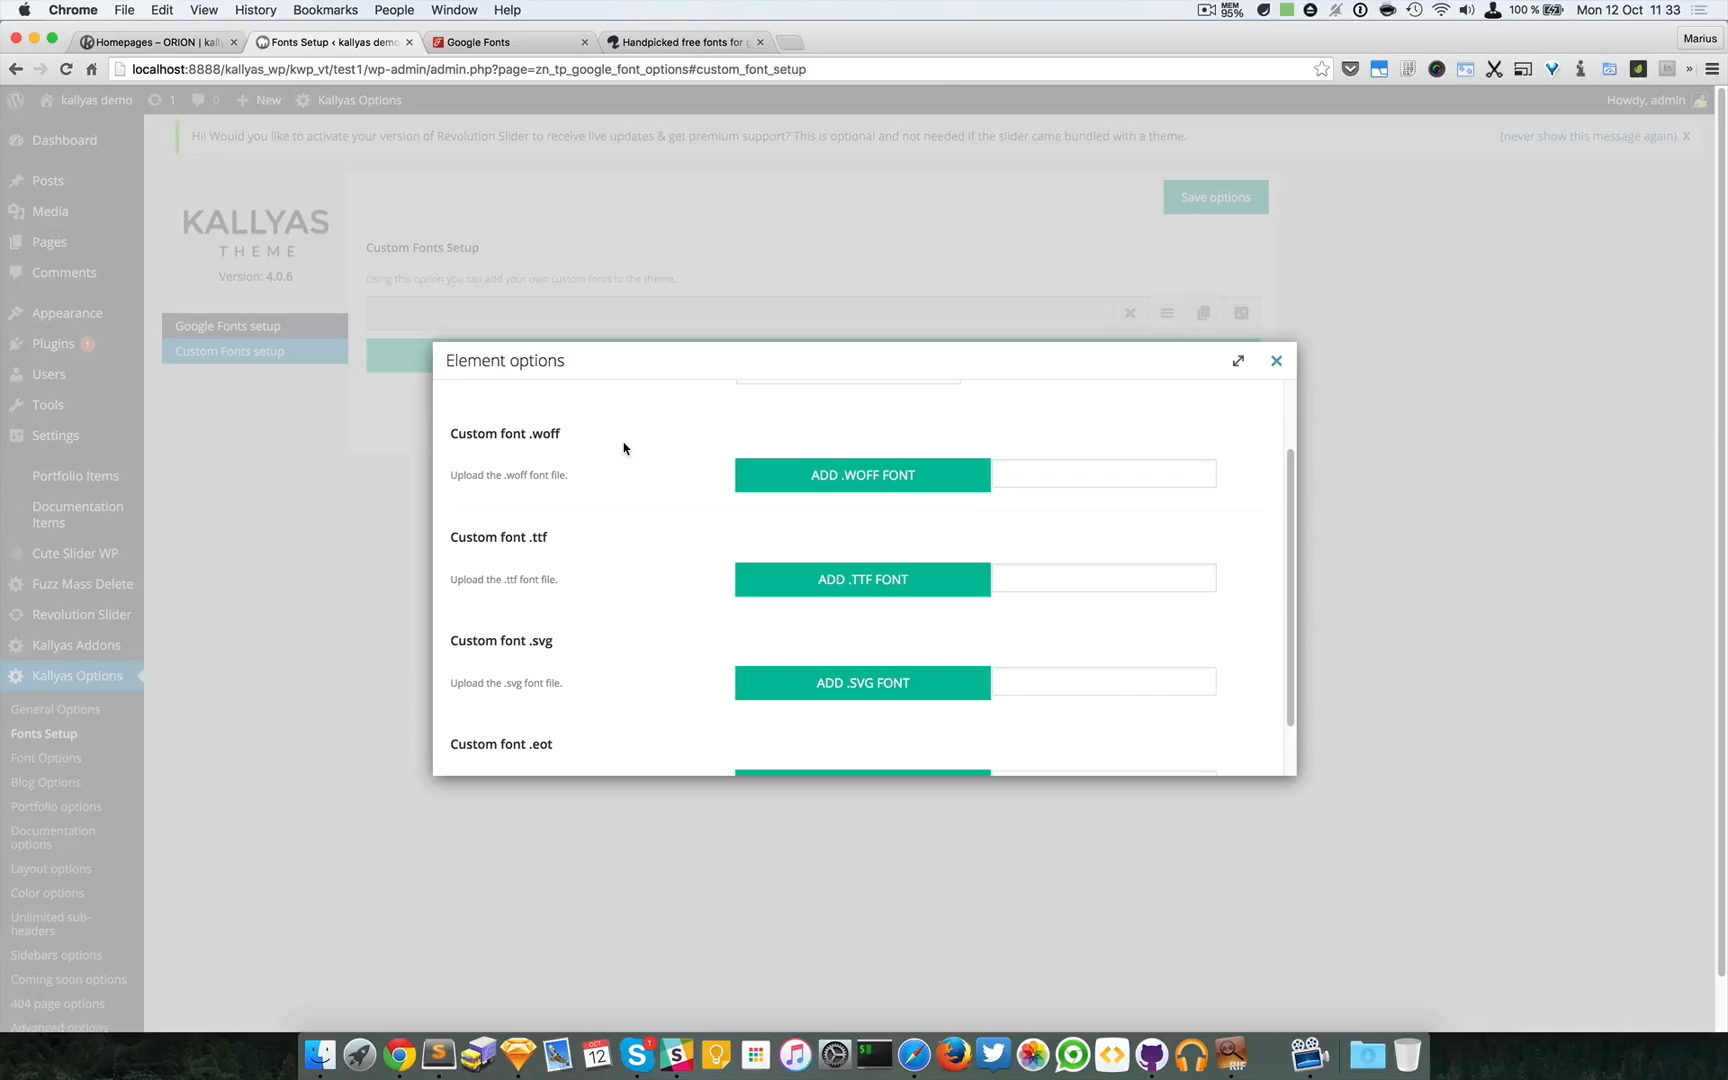 Chrome File Edit View History Bookmarks People Window Help
MEM 95% 100 % Mon 12 Oct 11 33
Homepages – ORION | kally
Fonts Setup ‹ kallyas demo
Google Fonts
Handpicked free fonts for g
Marius
localhost:8888/kallyas_wp/kwp_vt/test1/wp-admin/admin.php?page=zn_tp_google_font_options#custom_font_setup
kallyas demo 1 0 New Kallyas Options Howdy, admin
Hi! Would you like to activate your version of Revolution Slider to receive live updates & get premium support? This is optional and not needed if the slider came bundled with a theme. (never show this message again) X
Dashboard
Posts
Media
Pages
Comments
Appearance
Plugins 1
Users
Tools
Settings
Portfolio Items
Documentation
Items
Cute Slider WP
Fuzz Mass Delete
Revolution Slider
Kallyas Addons
Kallyas Options
General Options
Fonts Setup
Font Options
Blog Options
Portfolio options
Documentation
options
Layout options
Color options
Unlimited sub-
headers
Sidebars options
Coming soon options
404 page options
Advanced options
KALLYAS
THEME
Version: 4.0.6
Google Fonts setup
Custom Fonts setup
Save options
Custom Fonts Setup
Using this option you can add your own custom fonts to the theme.
Element options
Custom font .woff
Upload the .woff font file.
ADD .WOFF FONT
Custom font .ttf
Upload the .ttf font file.
ADD .TTF FONT
Custom font .svg
Upload the .svg font file.
ADD .SVG FONT
Custom font .eot
OCT
12
1
RIF